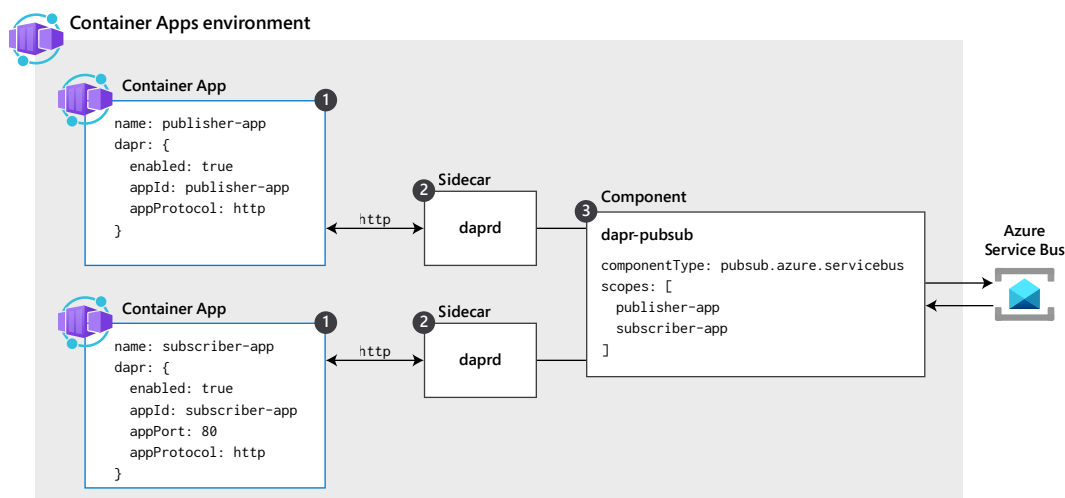 Container Apps environment
Container App
1
name: publisher-app
dapr: {
enabled: true
appId: publisher-app
appProtocol: http
}
http
Sidecar
2
daprd
Component
3
dapr-pubsub
componentType: pubsub.azure.servicebus
scopes: [
publisher-app
subscriber-app
]
Azure
Service Bus
Container App
1
name: subscriber-app
dapr: {
enabled: true
appId: subscriber-app
appPort: 80
appProtocol: http
}
http
Sidecar
2
daprd